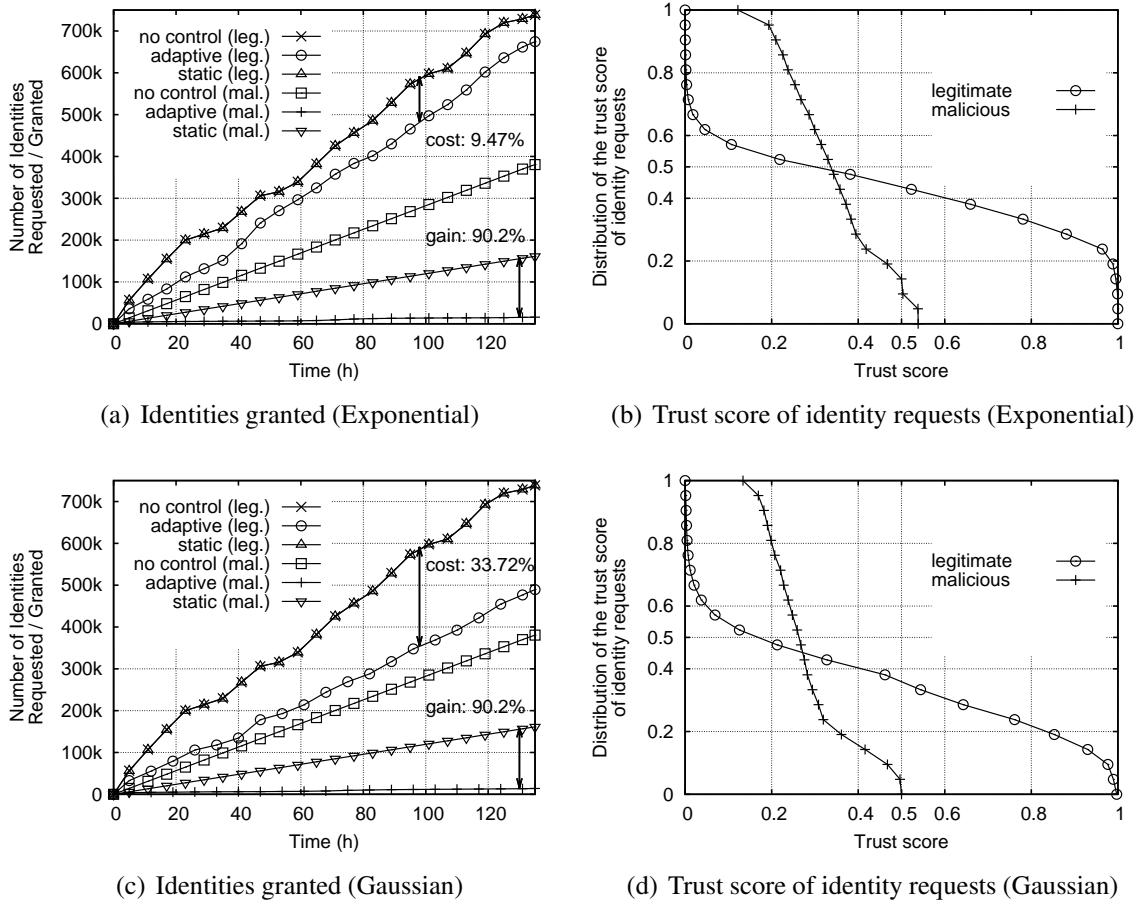 700k
600k
500k
400k
300k
200k
100k
0
Number of Identities
Requested / Granted
no control (leg.)
adaptive (leg.)
static (leg.)
no control (mal.)
adaptive (mal.)
static (mal.)
cost: 9.47%
gain: 90.2%
0 20 40 60 80 100 120
Time (h)
(a) Identities granted (Exponential)
1
0.8
0.6
0.5
0.4
0.2
0
Distribution of the trust score
of identity requests
legitimate
malicious
0.2 0.4 0.5 0.6 0.8 1
Trust score
(b) Trust score of identity requests (Exponential)
700k
600k
500k
400k
300k
200k
100k
0
Number of Identities
Requested / Granted
no control (leg.)
adaptive (leg.)
static (leg.)
no control (mal.)
adaptive (mal.)
static (mal.)
cost: 33.72%
gain: 90.2%
0 20 40 60 80 100 120
Time (h)
(c) Identities granted (Gaussian)
1
0.8
0.6
0.5
0.4
0.2
0
Distribution of the trust score
of identity requests
legitimate
malicious
0.2 0.4 0.5 0.6 0.8 1
Trust score
(d) Trust score of identity requests (Gaussian)